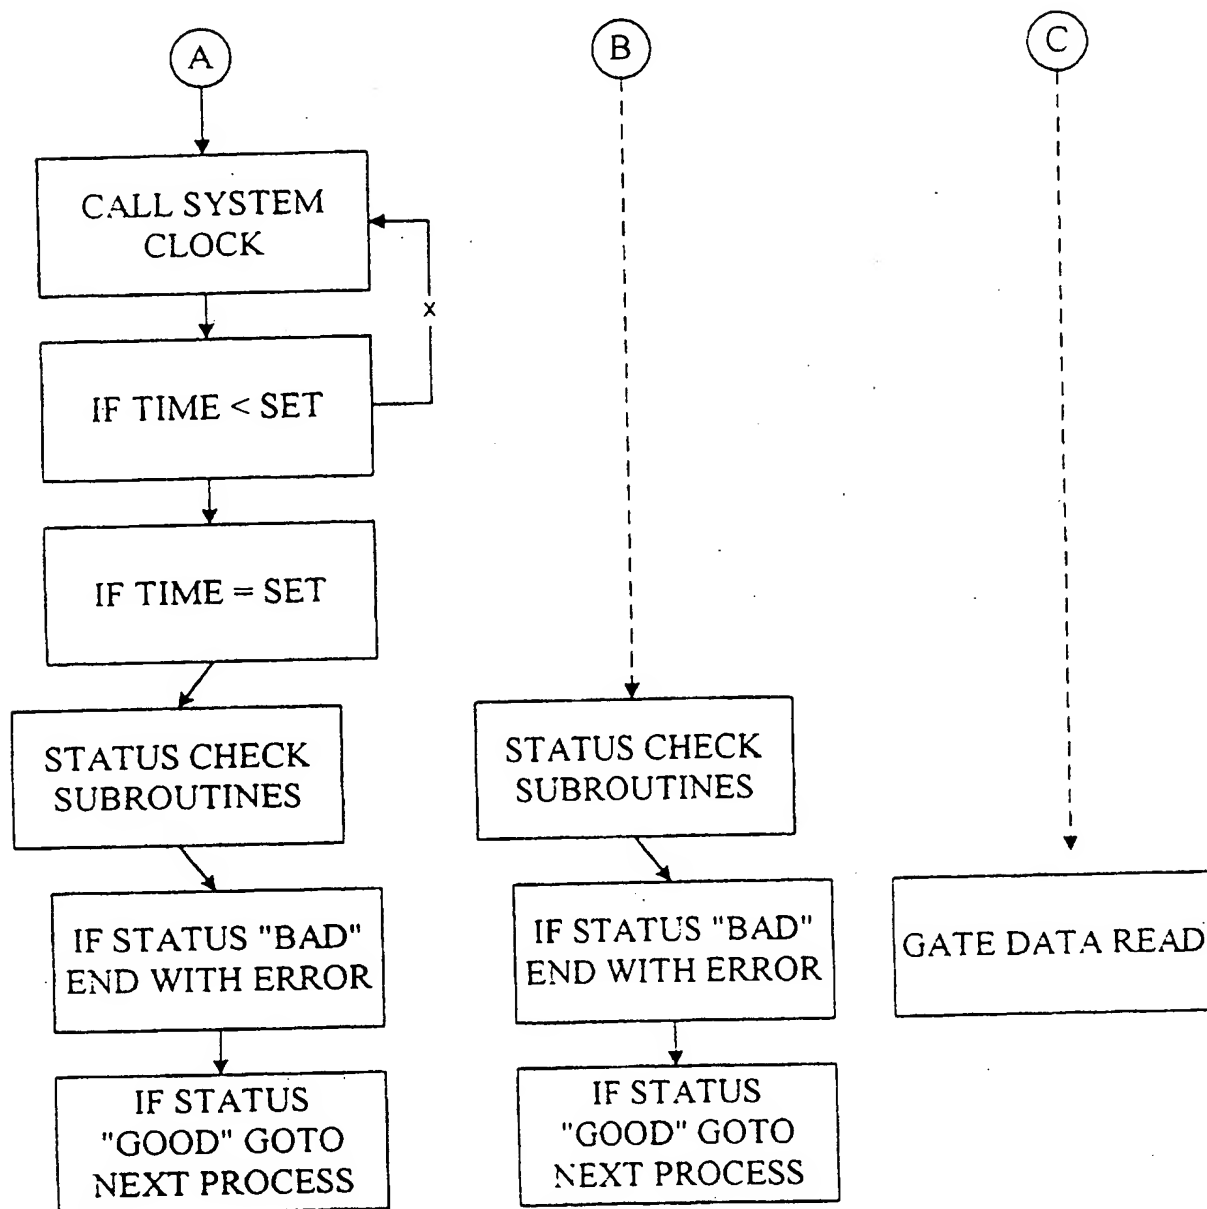 A
B
C
CALL SYSTEM
CLOCK
x
IF TIME < SET
IF TIME = SET
STATUS CHECK
SUBROUTINES
IF STATUS "BAD"
END WITH ERROR
IF STATUS
"GOOD" GOTO
NEXT PROCESS
STATUS CHECK
SUBROUTINES
IF STATUS "BAD"
END WITH ERROR
IF STATUS
"GOOD" GOTO
NEXT PROCESS
GATE DATA READ